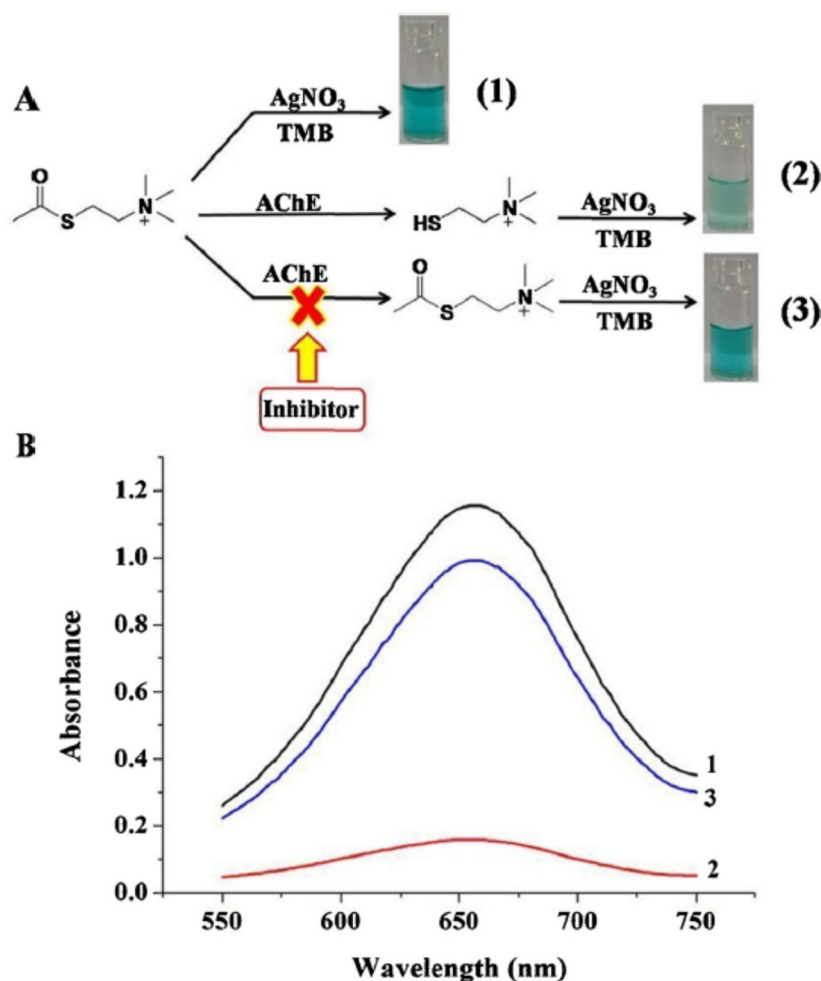 A
AgNO₃
TMB
(1)
O
S
N
+
AChE
HS
N
+
AgNO₃
TMB
(2)
AChE
O
S
N
+
AgNO₃
TMB
(3)
Inhibitor
B
Absorbance
1.2
1.0
0.8
0.6
0.4
0.2
0.0
1
3
2
550 600 650 700 750
Wavelength (nm)